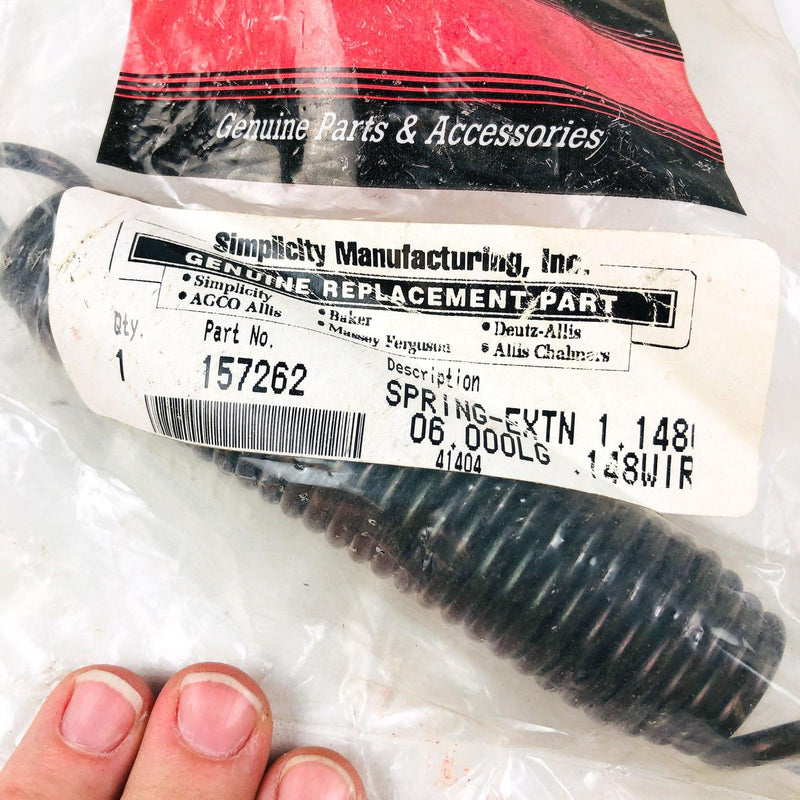 Genuine Parts & Accessories
Simplicity Manufacturing, Inc.
GENUINE REPLACEMENT PART
• Simplicity
• Baker
• Deutz-Allis
• AGCO Allis
• Massey Ferguson
• Allis Chalmers
Qty. Part No. Description
1 157262 SPRING-EXTN 1.148
06.000LG .148WIR
41404